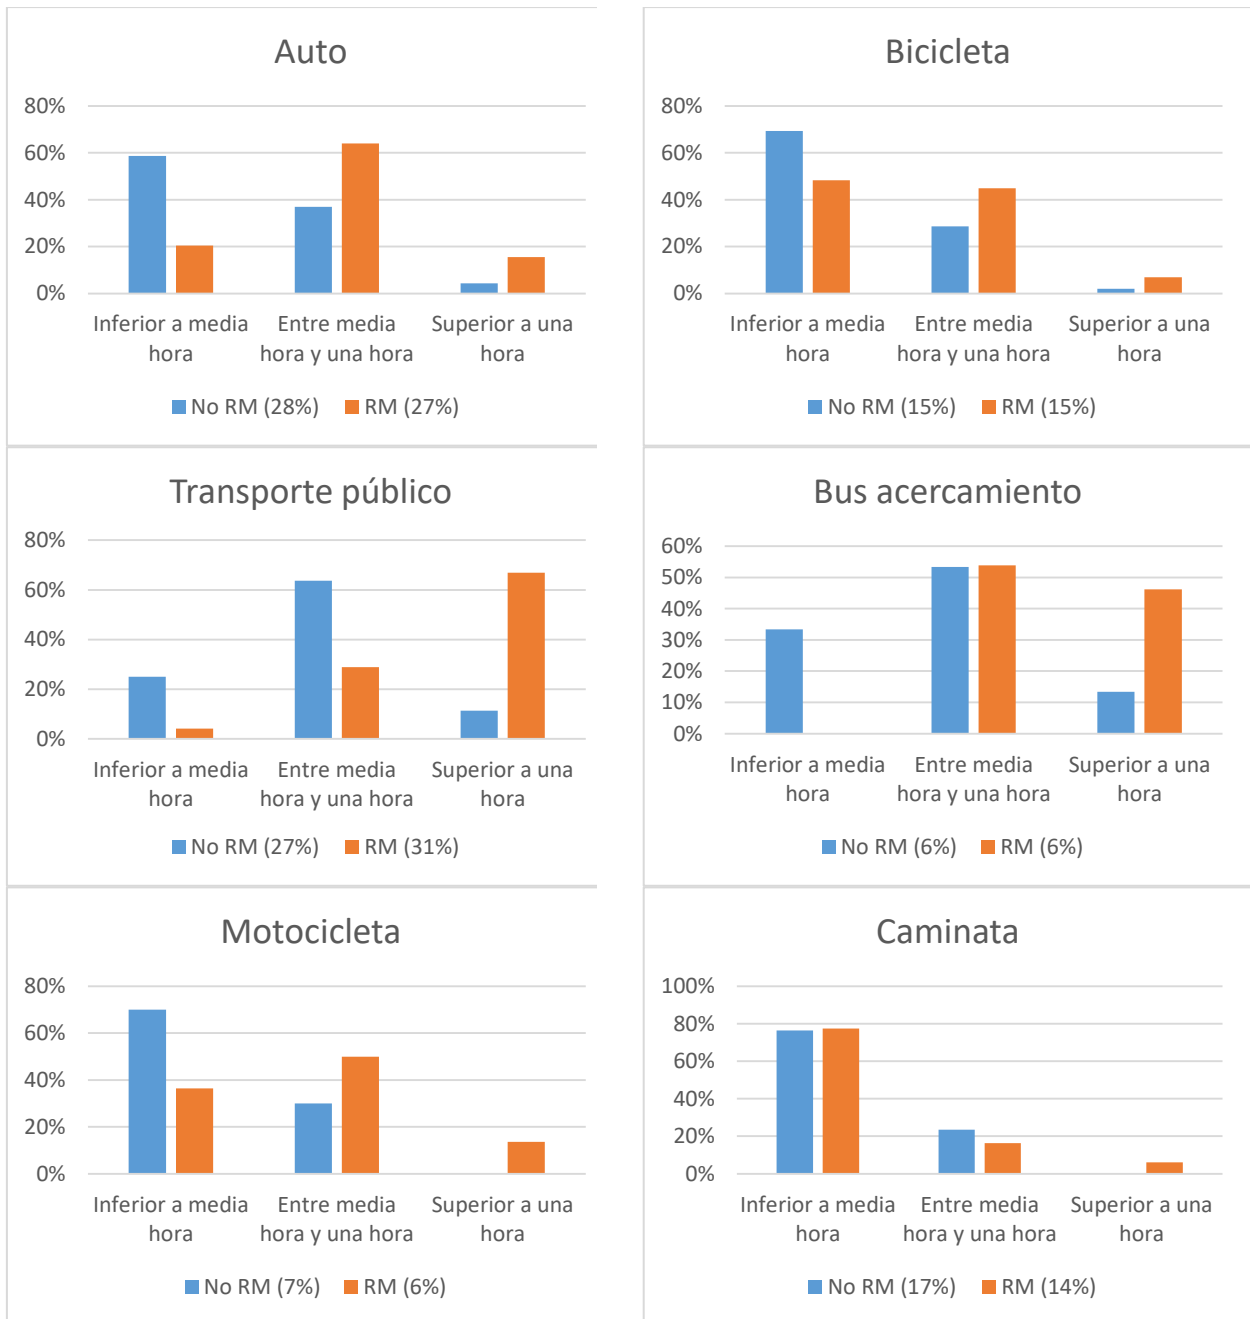 Auto
80%
60%
40%
20%
0%
Inferior a media
hora
Entre media
hora y una hora
Superior a una
hora
No RM (28%) RM (27%)
Bicicleta
80%
60%
40%
20%
0%
Inferior a media
hora
Entre media
hora y una hora
Superior a una
hora
No RM (15%) RM (15%)
Transporte público
80%
60%
40%
20%
0%
Inferior a media
hora
Entre media
hora y una hora
Superior a una
hora
No RM (27%) RM (31%)
Bus acercamiento
60%
50%
40%
30%
20%
10%
0%
Inferior a media
hora
Entre media
hora y una hora
Superior a una
hora
No RM (6%) RM (6%)
Motocicleta
80%
60%
40%
20%
0%
Inferior a media
hora
Entre media
hora y una hora
Superior a una
hora
No RM (7%) RM (6%)
Caminata
100%
80%
60%
40%
20%
0%
Inferior a media
hora
Entre media
hora y una hora
Superior a una
hora
No RM (17%) RM (14%)